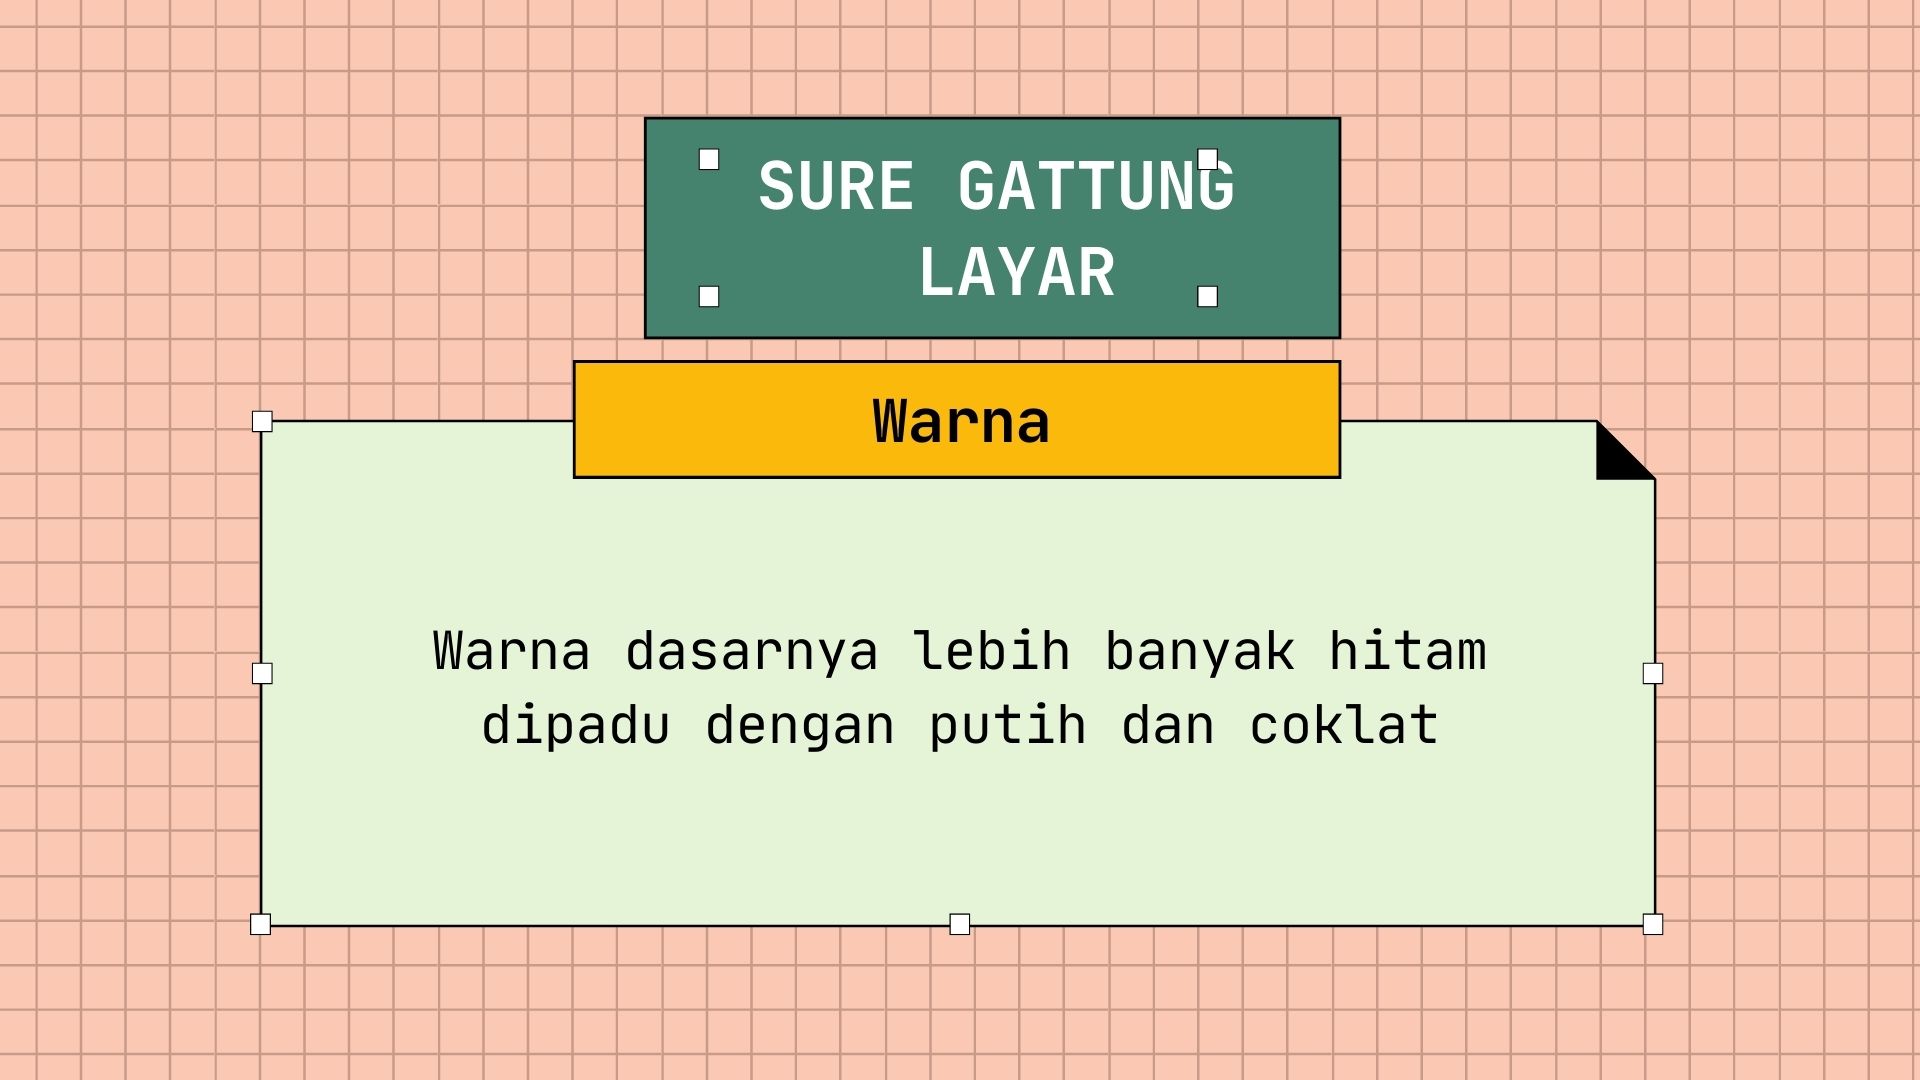 SURE GATTUNG
LAYAR
Warna
Warna dasarnya lebih banyak hitam
dipadu dengan putih dan coklat